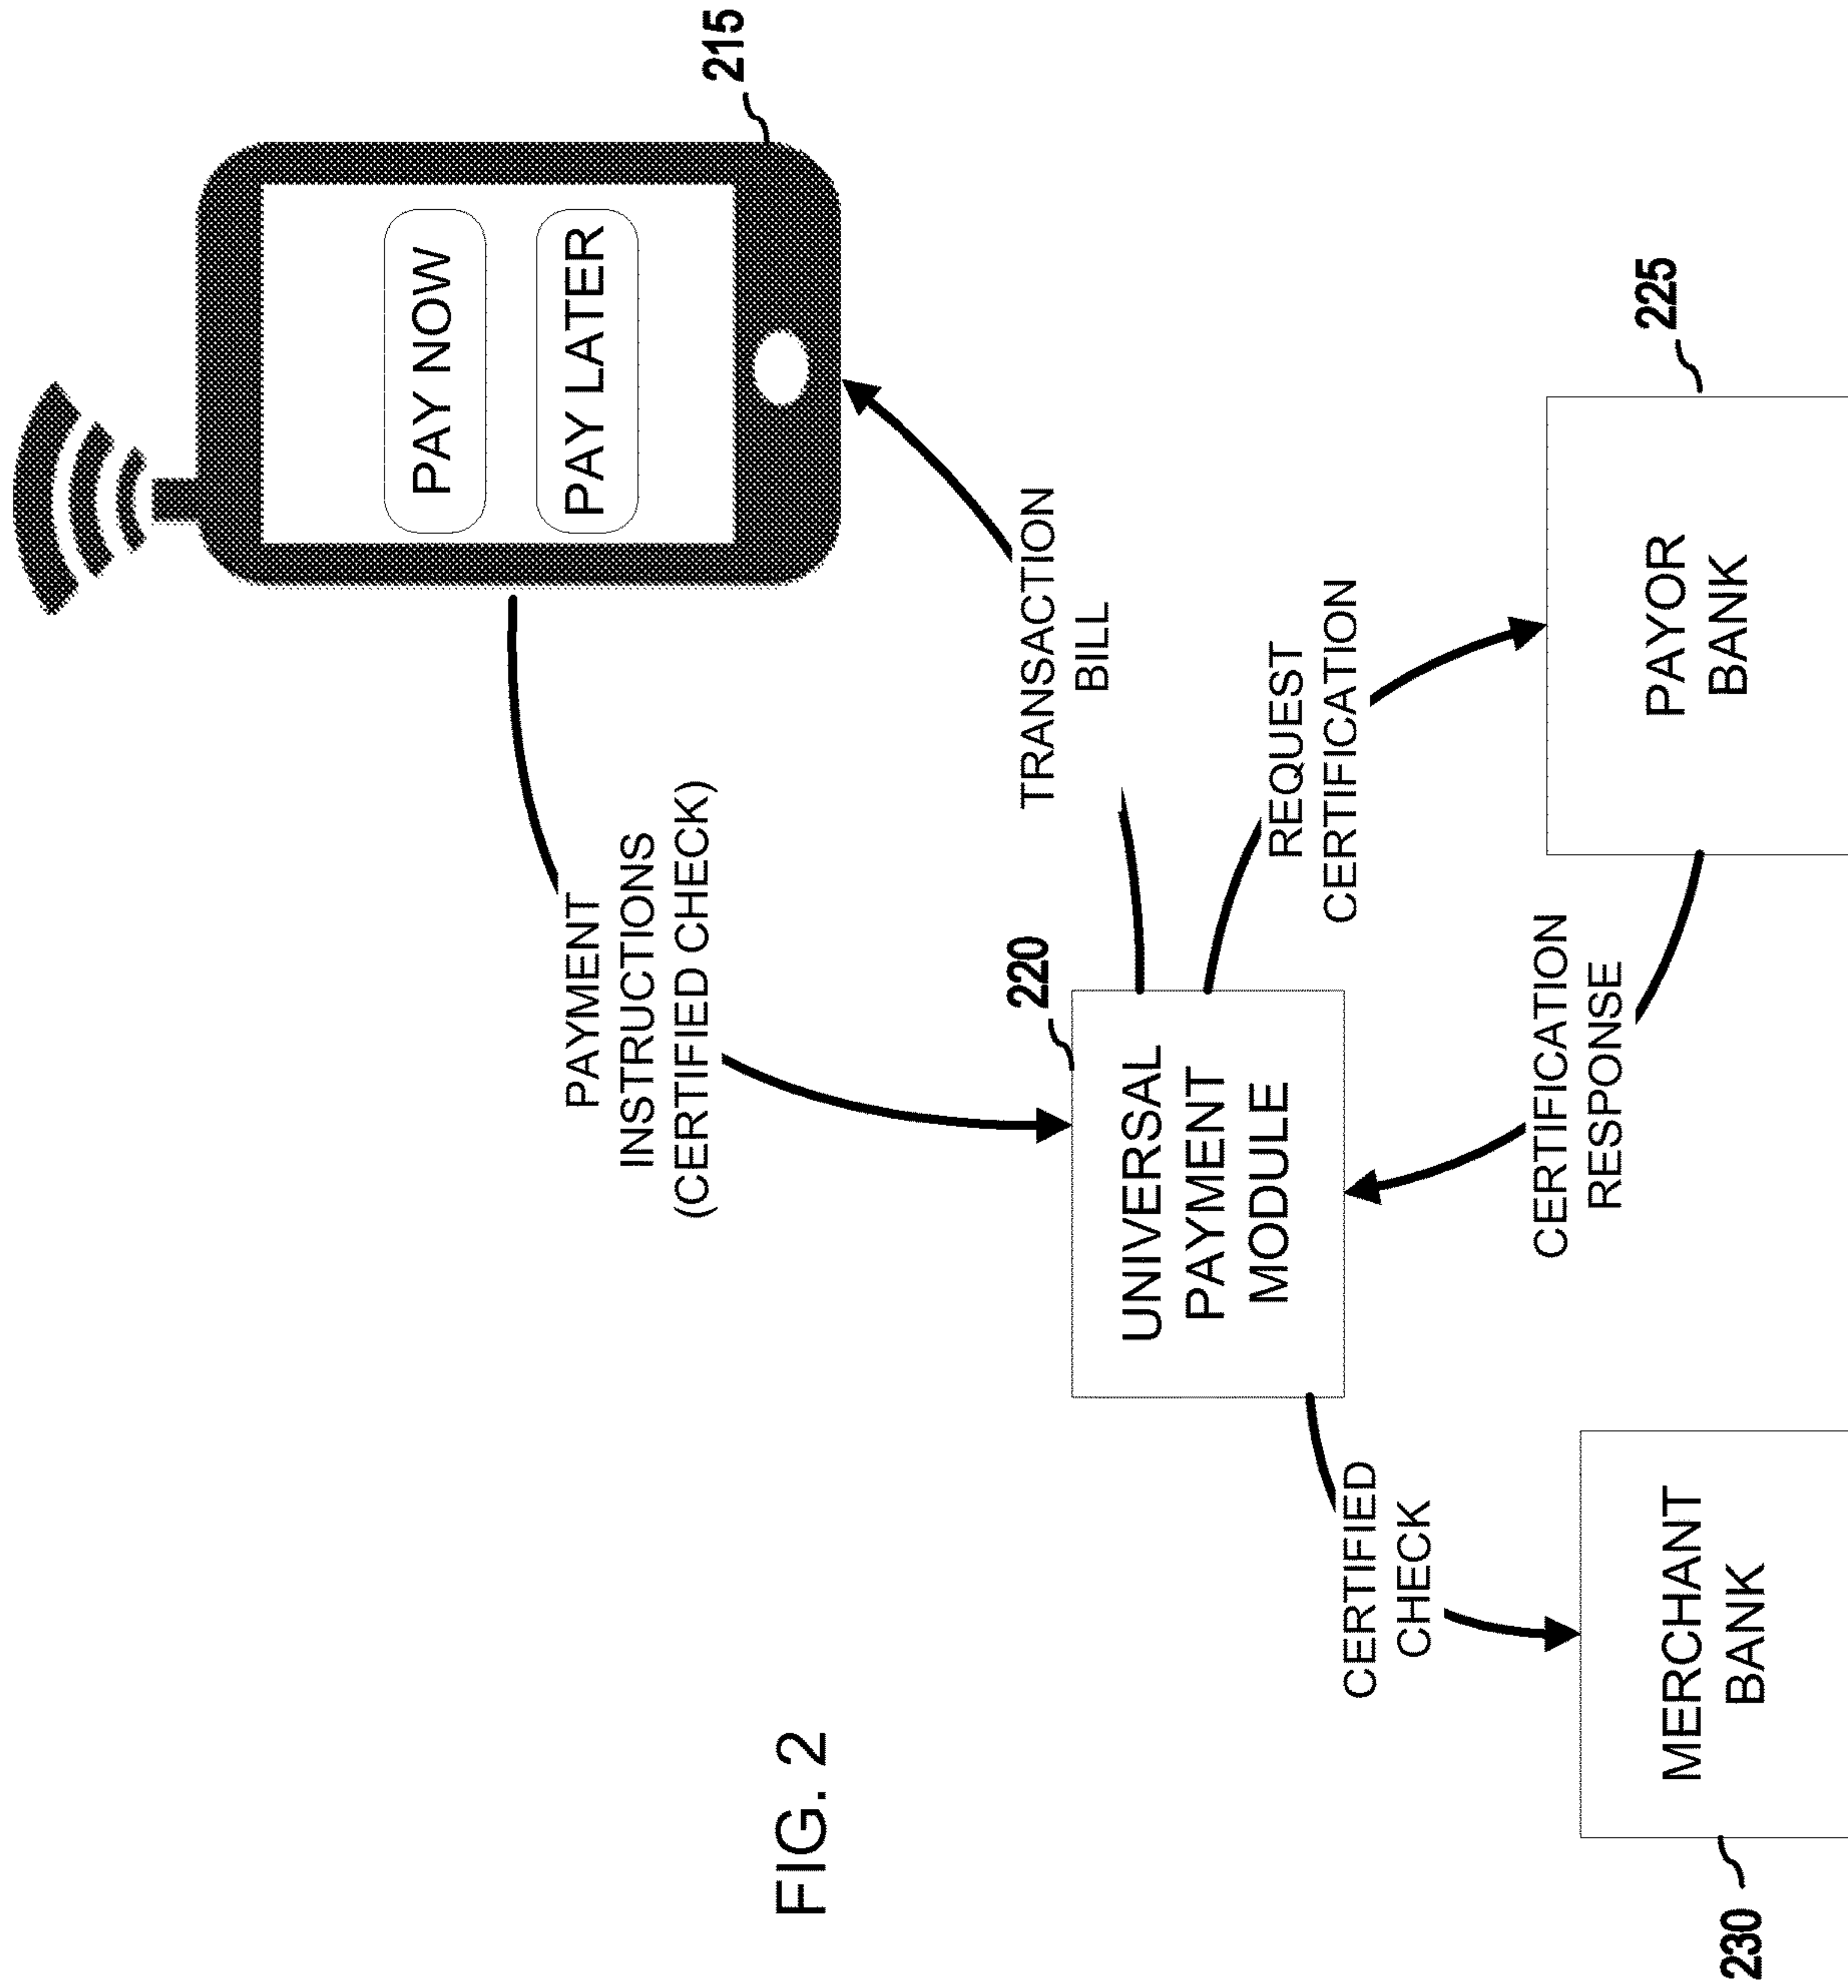 FIG. 2
215
PAY NOW
PAY LATER
PAYMENT
INSTRUCTIONS
(CERTIFIED CHECK)
TRANSACTION
BILL
220
UNIVERSAL
PAYMENT
MODULE
REQUEST
CERTIFICATION
225
PAYOR
BANK
CERTIFICATION
RESPONSE
CERTIFIED
CHECK
230
MERCHANT
BANK